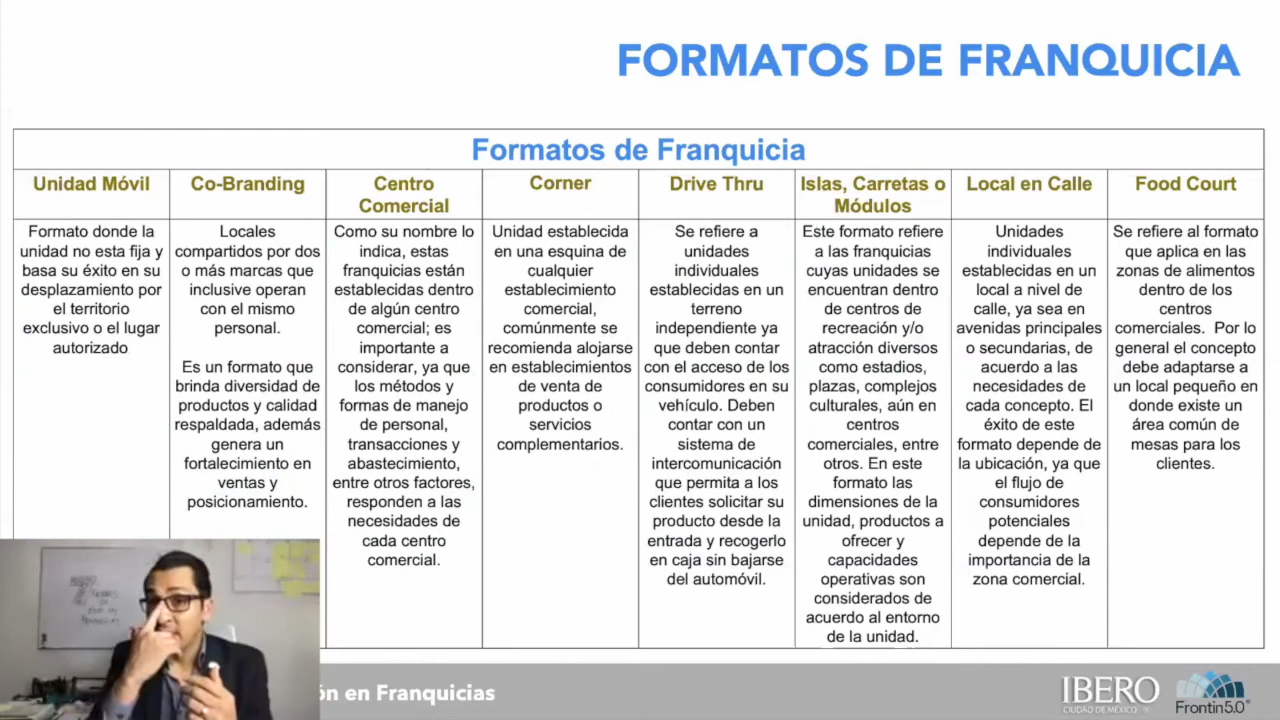 FORMATOS DE FRANQUICIA
Formatos de Franquicia
Unidad Móvil
Formato donde la
unidad no esta fija y
basa su éxito en su
desplazamiento por
el territorio
exclusivo o el lugar
autorizado
Co-Branding
Locales
compartidos por dos
o más marcas que
inclusive operan
con el mismo
personal.
Es un formato que
brinda diversidad de
productos y calidad
respaldada, además
genera un
fortalecimiento en
ventas y
posicionamiento.
Centro
Comercial
Como su nombre lo
indica, estas
franquicias están
establecidas dentro
de algún centro
comercial; es
importante a
considerar, ya que
los métodos y
formas de manejo
de personal,
transacciones y
abastecimiento,
entre otros factores,
responden a las
necesidades de
cada centro
comercial.
Corner
Unidad establecida
en una esquina de
cualquier
establecimiento
comercial,
comúnmente se
recomienda alojarse
en establecimientos
de venta de
productos o
servicios
complementarios.
Drive Thru
Se refiere a
unidades
individuales
establecidas en un
terreno
independiente ya
que deben contar
con el acceso de los
consumidores en su
vehículo. Deben
contar con un
sistema de
intercomunicación
que permita a los
clientes solicitar su
producto desde la
entrada y recogerlo
en caja sin bajarse
del automóvil.
Islas, Carretas o
Módulos
Este formato refiere
a las franquicias
cuyas unidades se
encuentran dentro
de centros de
recreación y/o
atracción diversos
como estadios,
plazas, complejos
culturales, aún en
centros
comerciales, entre
otros. En este
formato las
dimensiones de la
unidad, productos a
ofrecer y
capacidades
operativas son
considerados de
acuerdo al entorno
de la unidad.
Local en Calle
Unidades
individuales
establecidas en un
local a nivel de
calle, ya sea en
avenidas principales
o secundarias, de
acuerdo a las
necesidades de
cada concepto. El
éxito de este
formato depende de
la ubicación, ya que
el flujo de
consumidores
potenciales
depende de la
importancia de la
zona comercial.
Food Court
Se refiere al formato
que aplica en las
zonas de alimentos
dentro de los
centros
comerciales. Por lo
general el concepto
debe adaptarse a
un local pequeño en
donde existe un
área común de
mesas para los
clientes.
ón en Franquicias
IBERO
CIUDAD DE MÉXICO
Frontin5.0